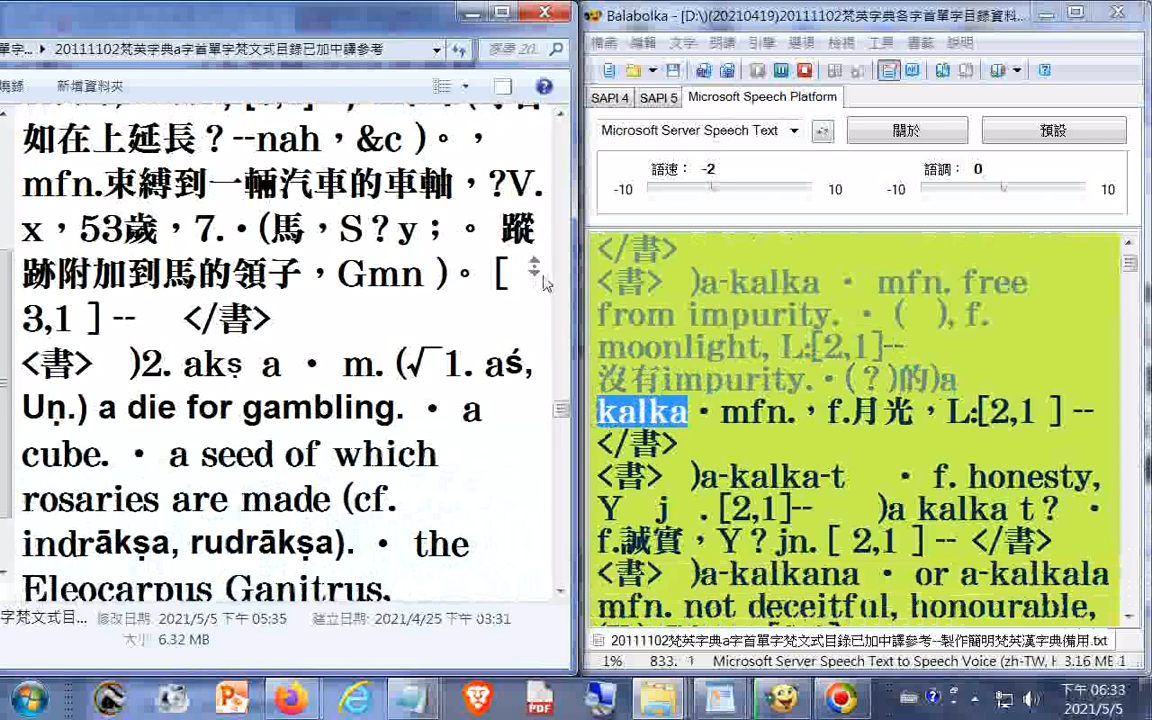 單字... ▸ 20111102梵英字典a字首單字梵文式目錄已加中譯參考
搜尋 20...
燒錄 新增資料夾
如在上延長？--nah，&c )。，
mfn.束縛到一輛汽車的車軸，?V.
x，53歲，7.•(馬，S？y；。 蹤
跡附加到馬的領子，Gmn )。[
3,1 ] -- </書>
<書> )2. akṣ a • m. (√1. aś,
Uṇ.) a die for gambling. • a
cube. • a seed of which
rosaries are made (cf.
indrākṣa, rudrākṣa). • the
Eleocarpus Ganitrus,
字梵文式目... 修改日期: 2021/5/5 下午 05:35 建立日期: 2021/4/25 下午 03:31
大小: 6.32 MB
Balabolka - [D:\)(20210419)20111102梵英字典各字首單字目錄資料...
檔案 編輯 文字 朗讀 引擎 選項 檢視 工具 書籤 說明
SAPI 4 SAPI 5 Microsoft Speech Platform
Microsoft Server Speech Text 關於 預設
語速： -2 語調： 0
-10 10 -10 10
</書>
<書> )a-kalka • mfn. free
from impurity. • ( ), f.
moonlight, L:[2,1]--
沒有impurity.•(？)的)a
kalka•mfn.，f.月光，L:[2,1 ] --
</書>
<書> )a-kalka-t • f. honesty,
Y j . [2,1]-- )a kalka t？ •
f.誠實，Y？jn. [ 2,1 ] -- </書>
<書> )a-kalkana • or a-kalkala
mfn. not deceitful, honourable,
20111102梵英字典a字首單字梵文式目錄已加中譯參考--製作簡明梵英漢字典備用.txt
1% 833: 1 Microsoft Server Speech Text to Speech Voice (zh-TW, H 3.16 ME 1
下午 06:33
2021/5/5